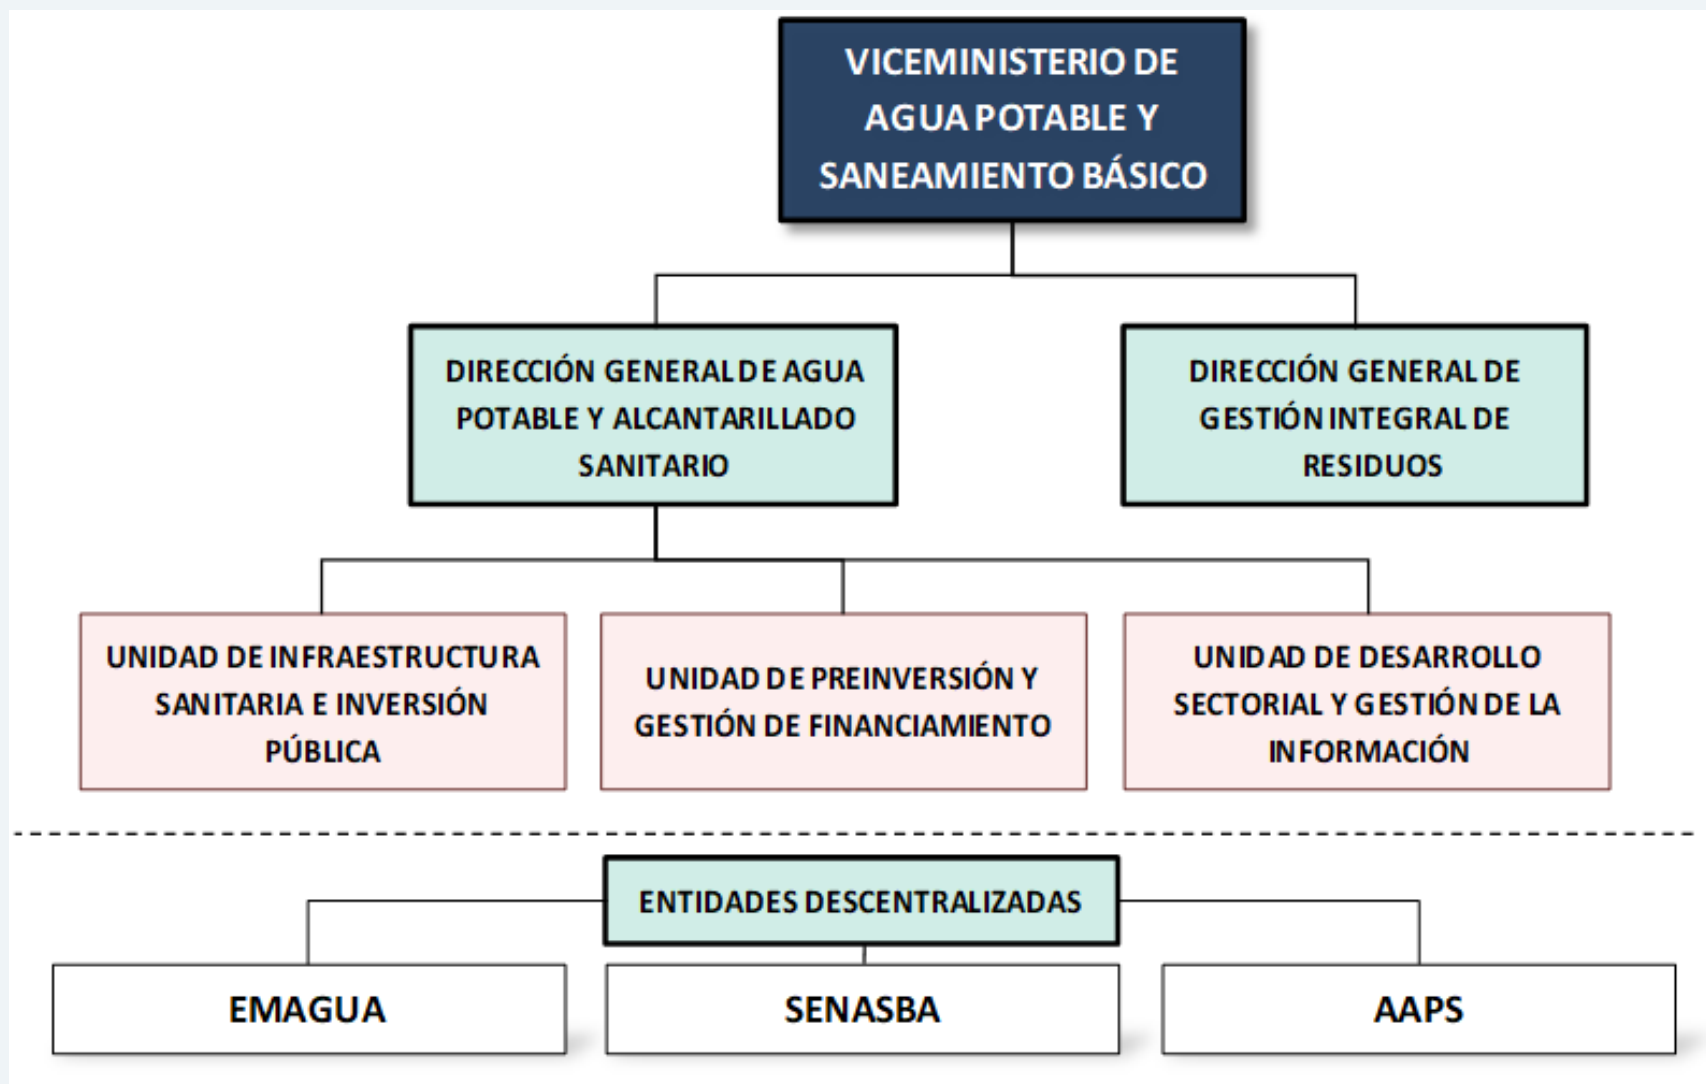 VICEMINISTERIO DE
AGUA POTABLE Y
SANEAMIENTO BÁSICO
DIRECCIÓN GENERAL DE AGUA
POTABLE Y ALCANTARILLADO
SANITARIO
DIRECCIÓN GENERAL DE
GESTIÓN INTEGRAL DE
RESIDUOS
UNIDAD DE INFRAESTRUCTURA
SANITARIA E INVERSIÓN
PÚBLICA
UNIDAD DE PREINVERSIÓN Y
GESTIÓN DE FINANCIAMIENTO
UNIDAD DE DESARROLLO
SECTORIAL Y GESTIÓN DE LA
INFORMACIÓN
ENTIDADES DESCENTRALIZADAS
EMAGUA
SENASBA
AAPS